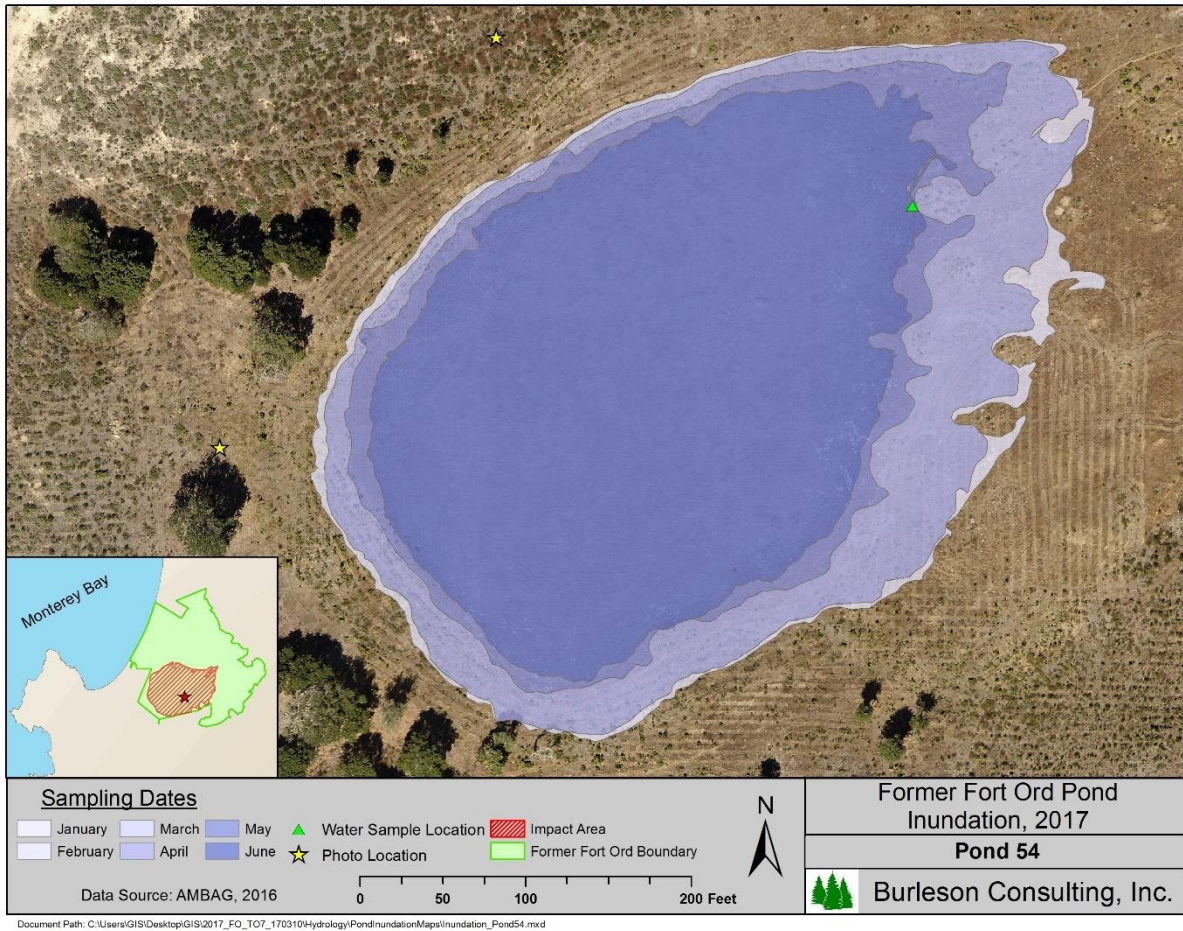 Monterey Bay
Sampling Dates
January
February
March
April
May
June
Water Sample Location
Photo Location
Impact Area
Former Fort Ord Boundary
Data Source: AMBAG, 2016
N
0 50 100 200 Feet
Former Fort Ord Pond
Inundation, 2017
Pond 54
Burleson Consulting, Inc.
Document Path: C:\Users\GIS\Desktop\GIS\2017_FO_TO7_170310\Hydrology\PondInundationMaps\Inundation_Pond54.mxd